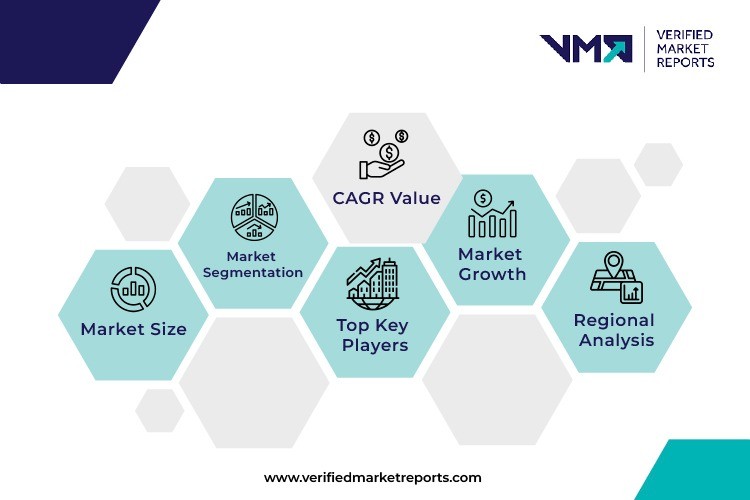 VMR
VERIFIED
MARKET
REPORTS
CAGR Value
Market
Segmentation
Market
Growth
Market Size
Top Key
Players
Regional
Analysis
www.verifiedmarketreports.com